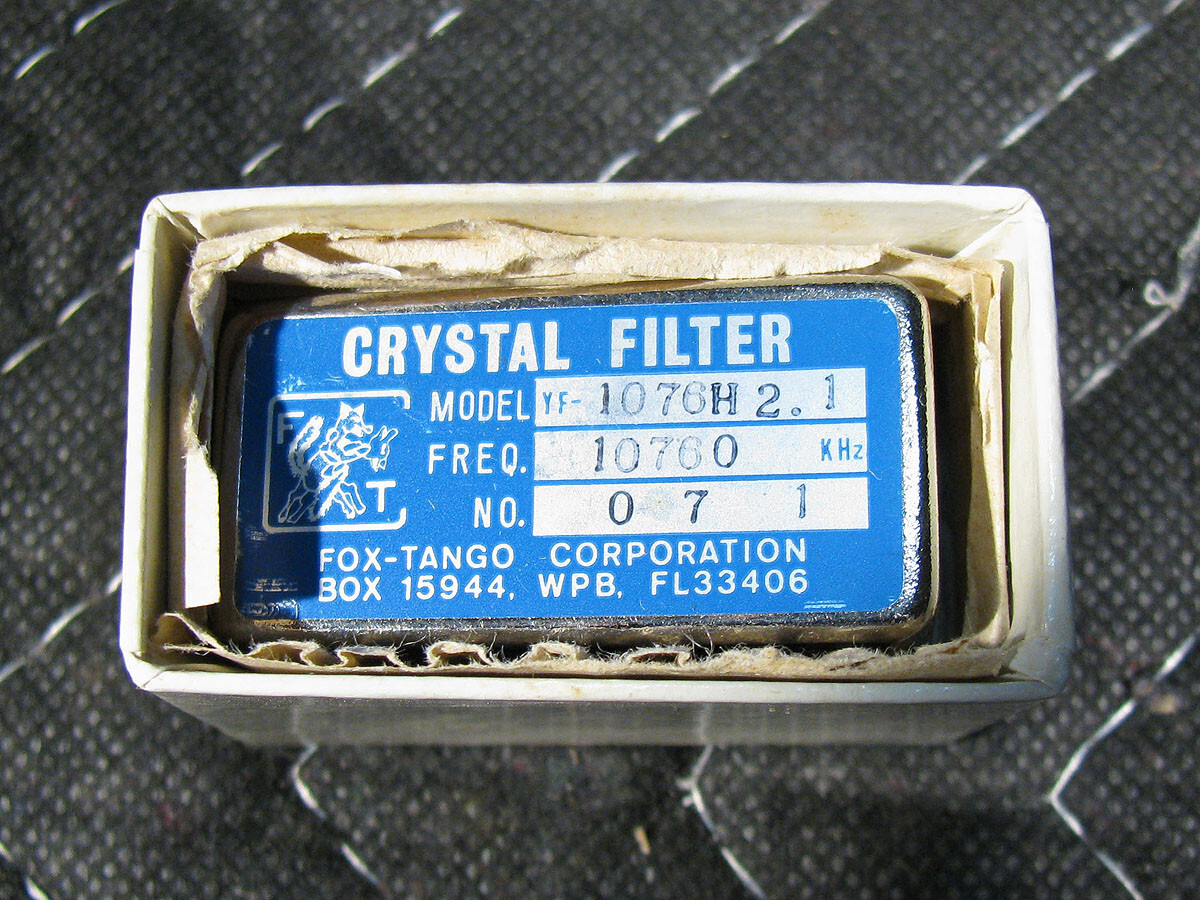 CRYSTAL FILTER
MODEL YF-1076H2.1
FREQ. 10760 KHz
NO. 071
F
T
FOX-TANGO CORPORATION
BOX 15944, WPB, FL33406